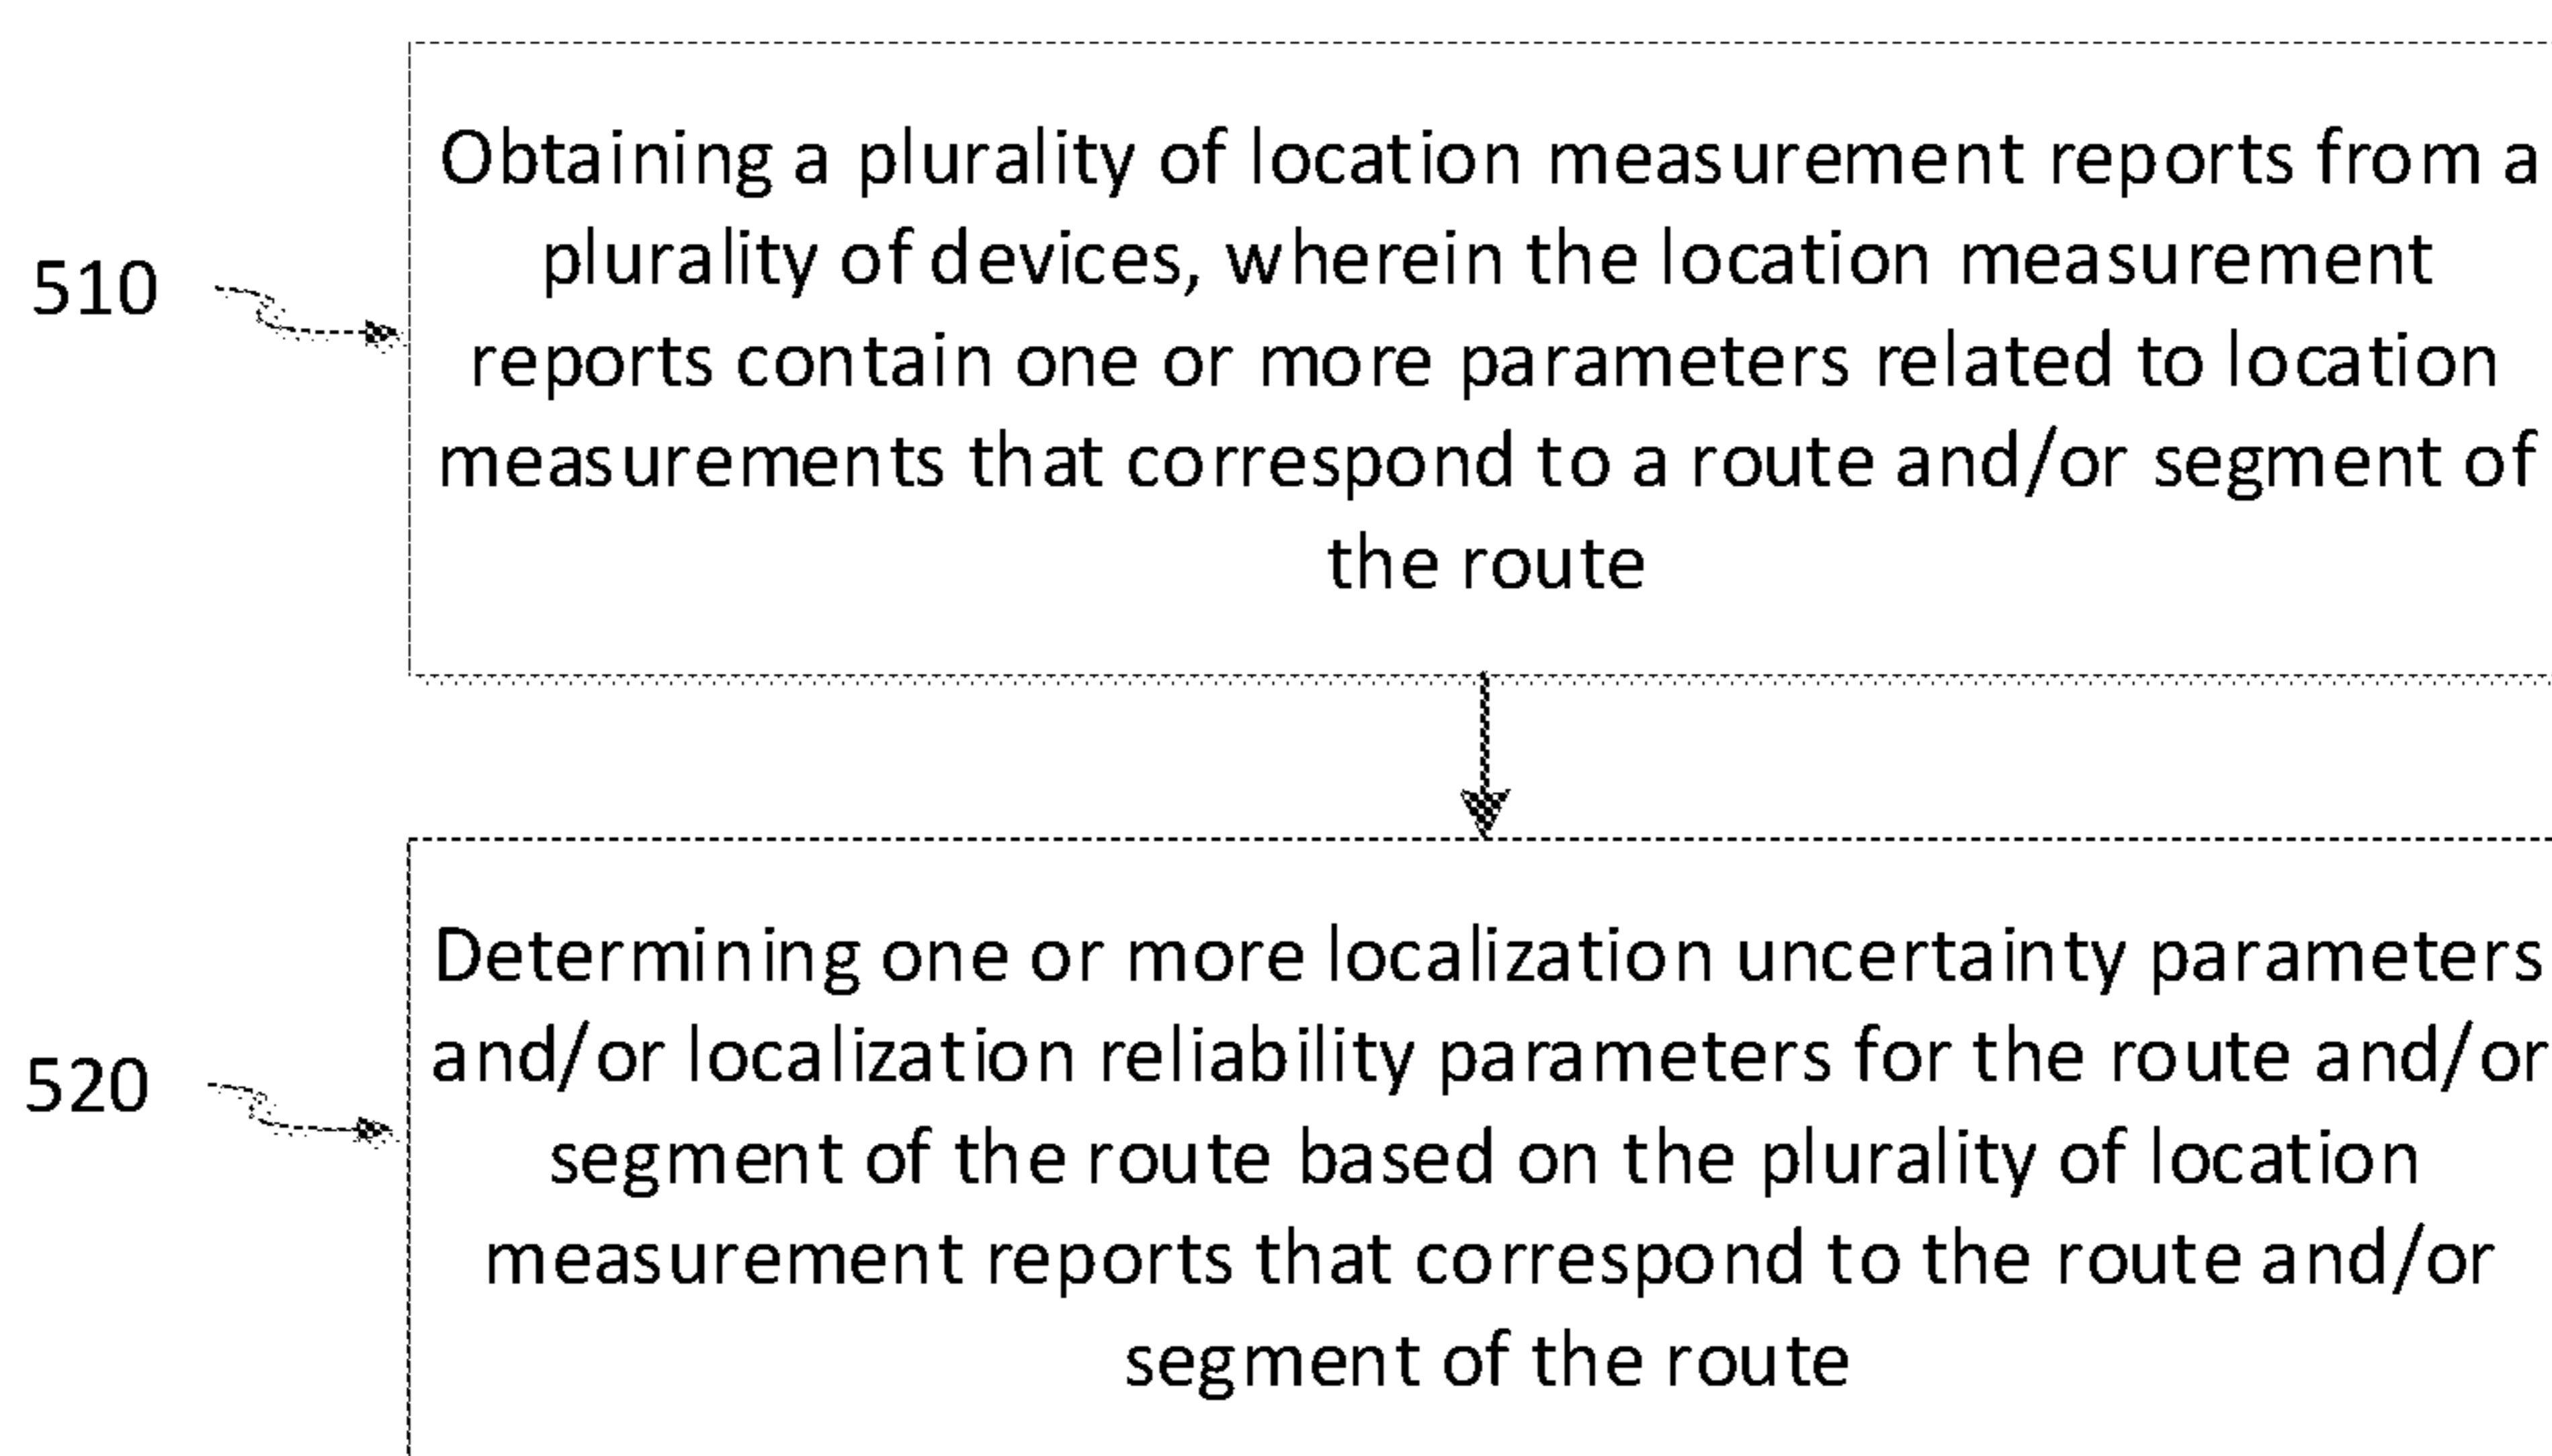 Obtaining a plurality of location measurement reports from a
plurality of devices, wherein the location measurement
510
reports contain one or more parameters related to location
measurements that correspond to a route and/or segment of
the route
Determining one or more localization uncertainty parameters
and/or localization reliability parameters for the route and/or
520
segment of the route based on the plurality of location
measurement reports that correspond to the route and/or
segment of the route